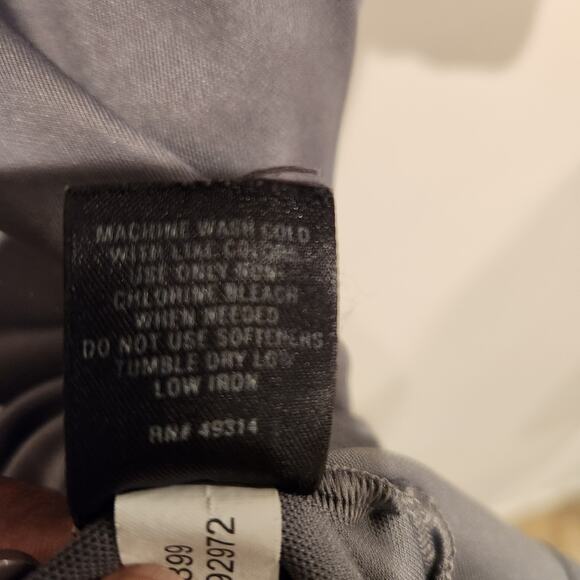 MACHINE WASH COLD
WITH LIKE COLORS
USE ONLY NON-
CHLORINE BLEACH
WHEN NEEDED
DO NOT USE SOFTENERS
TUMBLE DRY LOW
LOW IRON
RN# 49314
399
92972